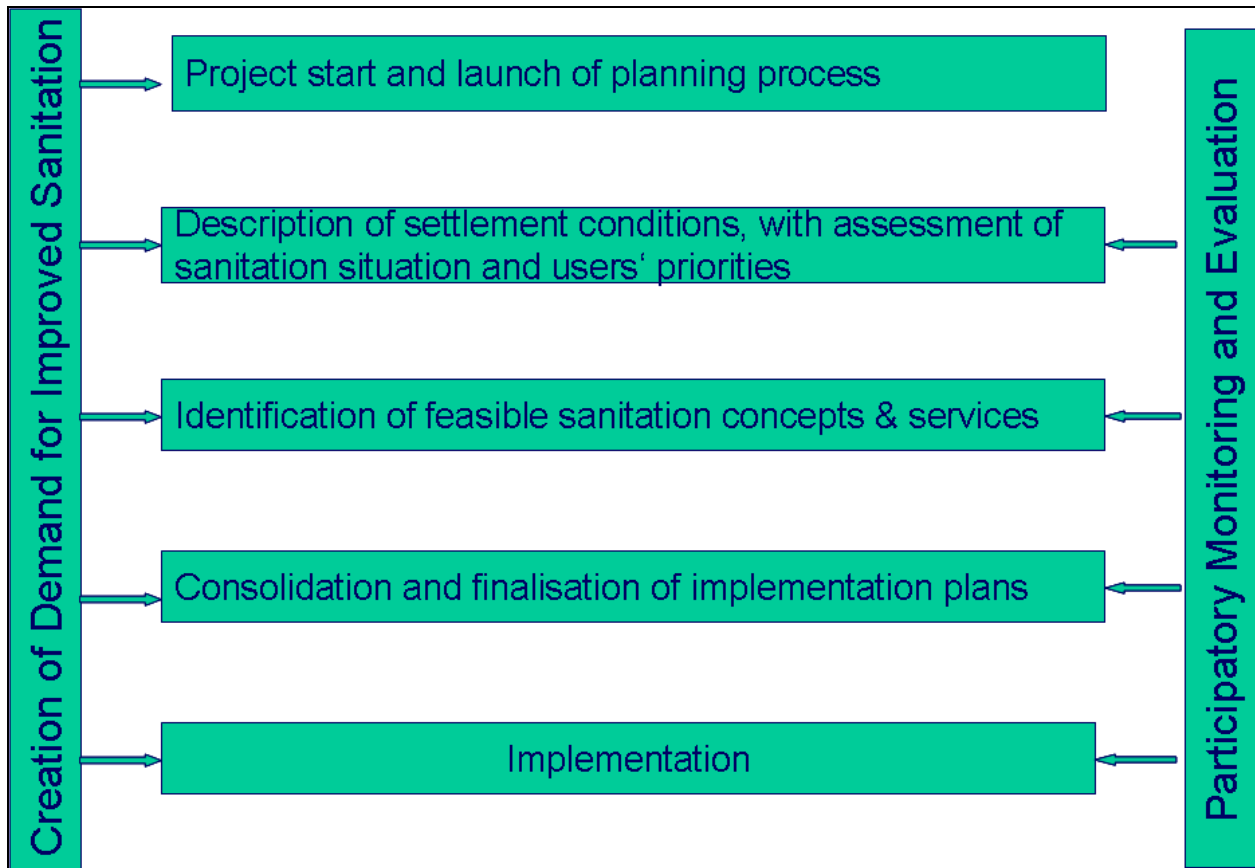 Creation of Demand for Improved Sanitation
Project start and launch of planning process
Description of settlement conditions, with assessment of
sanitation situation and users‘ priorities
Identification of feasible sanitation concepts & services
Consolidation and finalisation of implementation plans
Implementation
Participatory Monitoring and Evaluation